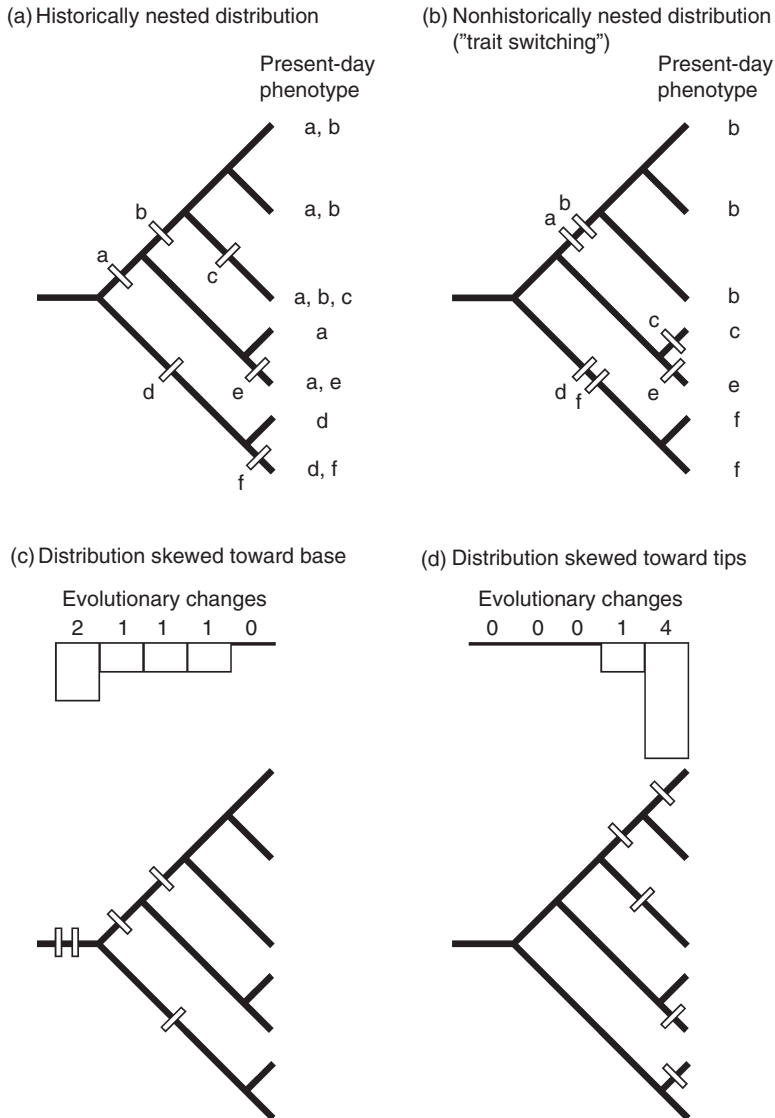 (a) Historically nested distribution
Present-day
phenotype
a, b
a, b
a, b, c
a
a, e
d
d, f
b
a
c
d
e
f
(b) Nonhistorically nested distribution
("trait switching")
Present-day
phenotype
b
b
b
c
e
f
f
b
a
c
d
f
e
(c) Distribution skewed toward base
Evolutionary changes
2 1 1 1 0
(d) Distribution skewed toward tips
Evolutionary changes
0 0 0 1 4